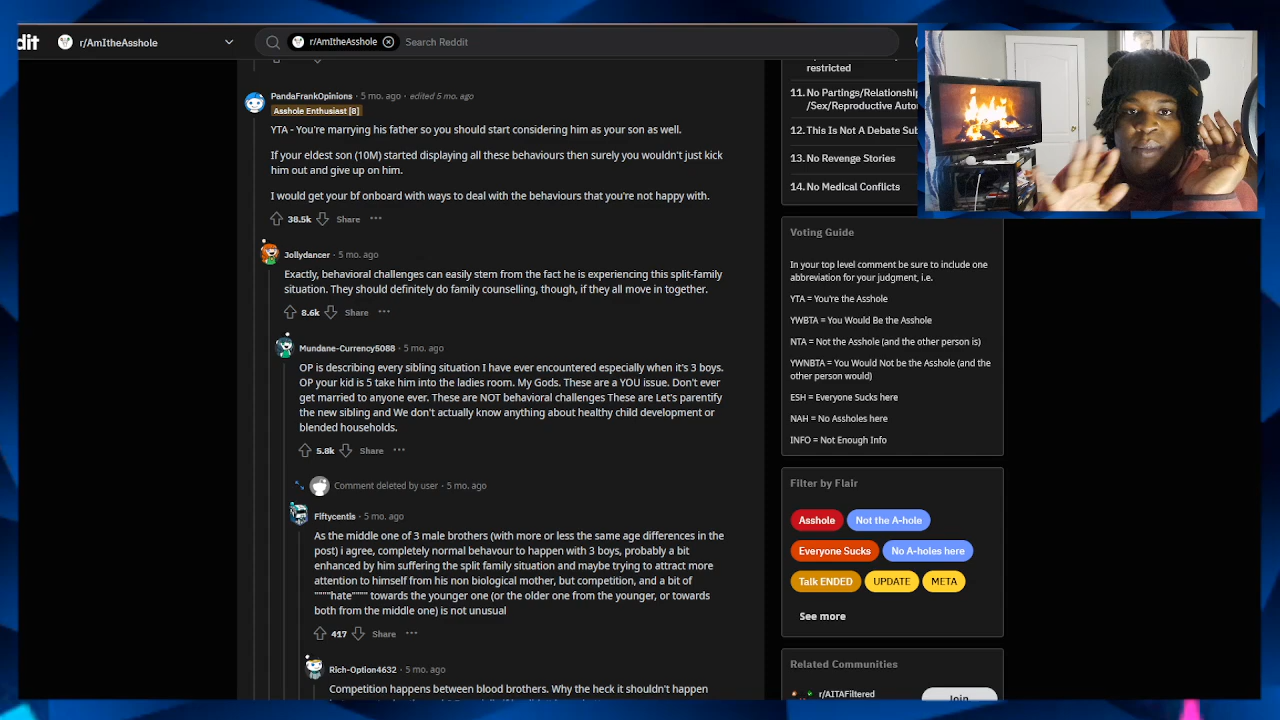 dit r/AmItheAsshole r/AmItheAsshole Search Reddit
PandaFrankOpinions · 5 mo. ago · edited 5 mo. ago
Asshole Enthusiast [8]
YTA - You're marrying his father so you should start considering him as your son as well.
If your eldest son (10M) started displaying all these behaviours then surely you wouldn't just kick
him out and give up on him.
I would get your bf onboard with ways to deal with the behaviours that you're not happy with.
38.5k Share ···
Jollydancer · 5 mo. ago
Exactly, behavioral challenges can easily stem from the fact he is experiencing this split-family
situation. They should definitely do family counselling, though, if they all move in together.
8.6k Share ···
Mundane-Currency5088 · 5 mo. ago
OP is describing every sibling situation I have ever encountered especially when it's 3 boys.
OP your kid is 5 take him into the ladies room. My Gods. These are a YOU issue. Don't ever
get married to anyone ever. These are NOT behavioral challenges These are Let's parentify
the new sibling and We don't actually know anything about healthy child development or
blended households.
5.8k Share ···
Comment deleted by user · 5 mo. ago
Fiftycentis · 5 mo. ago
As the middle one of 3 male brothers (with more or less the same age differences in the
post) i agree, completely normal behavour to happen with 3 boys, probably a bit
enhanced by him suffering the split family situation and maybe trying to attract more
attention to himself from his non biological mother, but competition, and a bit of
""""hate"""" towards the younger one (or the older one from the younger, or towards
both from the middle one) is not unusual
417 Share ···
Rich-Option4632 · 5 mo. ago
Competition happens between blood brothers. Why the heck it shouldn't happen
restricted
11. No Partings/Relationship
/Sex/Reproductive Auto
12. This Is Not A Debate Sub
13. No Revenge Stories
14. No Medical Conflicts
Voting Guide
In your top level comment be sure to include one
abbreviation for your judgment, i.e.
YTA = You're the Asshole
YWBTA = You Would Be the Asshole
NTA = Not the Asshole (and the other person is)
YWNBTA = You Would Not be the Asshole (and the
other person would)
ESH = Everyone Sucks here
NAH = No Assholes here
INFO = Not Enough Info
Filter by Flair
Asshole Not the A-hole
Everyone Sucks No A-holes here
Talk ENDED UPDATE META
See more
Related Communities
r/AITAFiltered Join